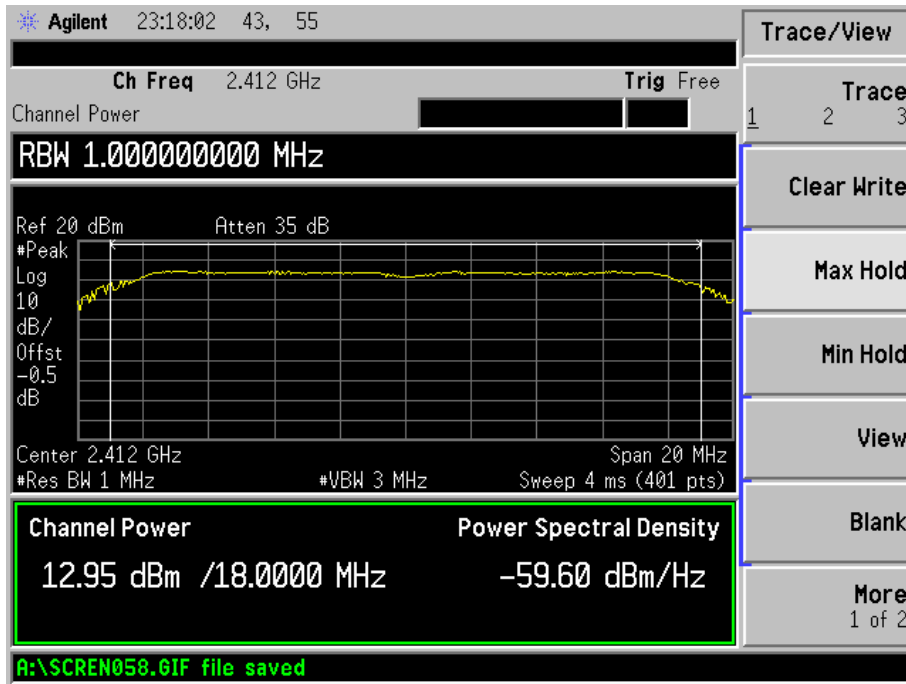 Agilent 23:18:02 43, 55
Ch Freq 2.412 GHz Trig Free
Channel Power
RBW 1.000000000 MHz
Ref 20 dBm Atten 35 dB
#Peak
Log
10
dB/
Offst
-0.5
dB
Center 2.412 GHz Span 20 MHz
#Res BW 1 MHz #VBW 3 MHz Sweep 4 ms (401 pts)
Channel Power Power Spectral Density
12.95 dBm /18.0000 MHz -59.60 dBm/Hz
A:\SCREN058.GIF file saved
Trace/View
Trace
1 2 3
Clear Write
Max Hold
Min Hold
View
Blank
More
1 of 2